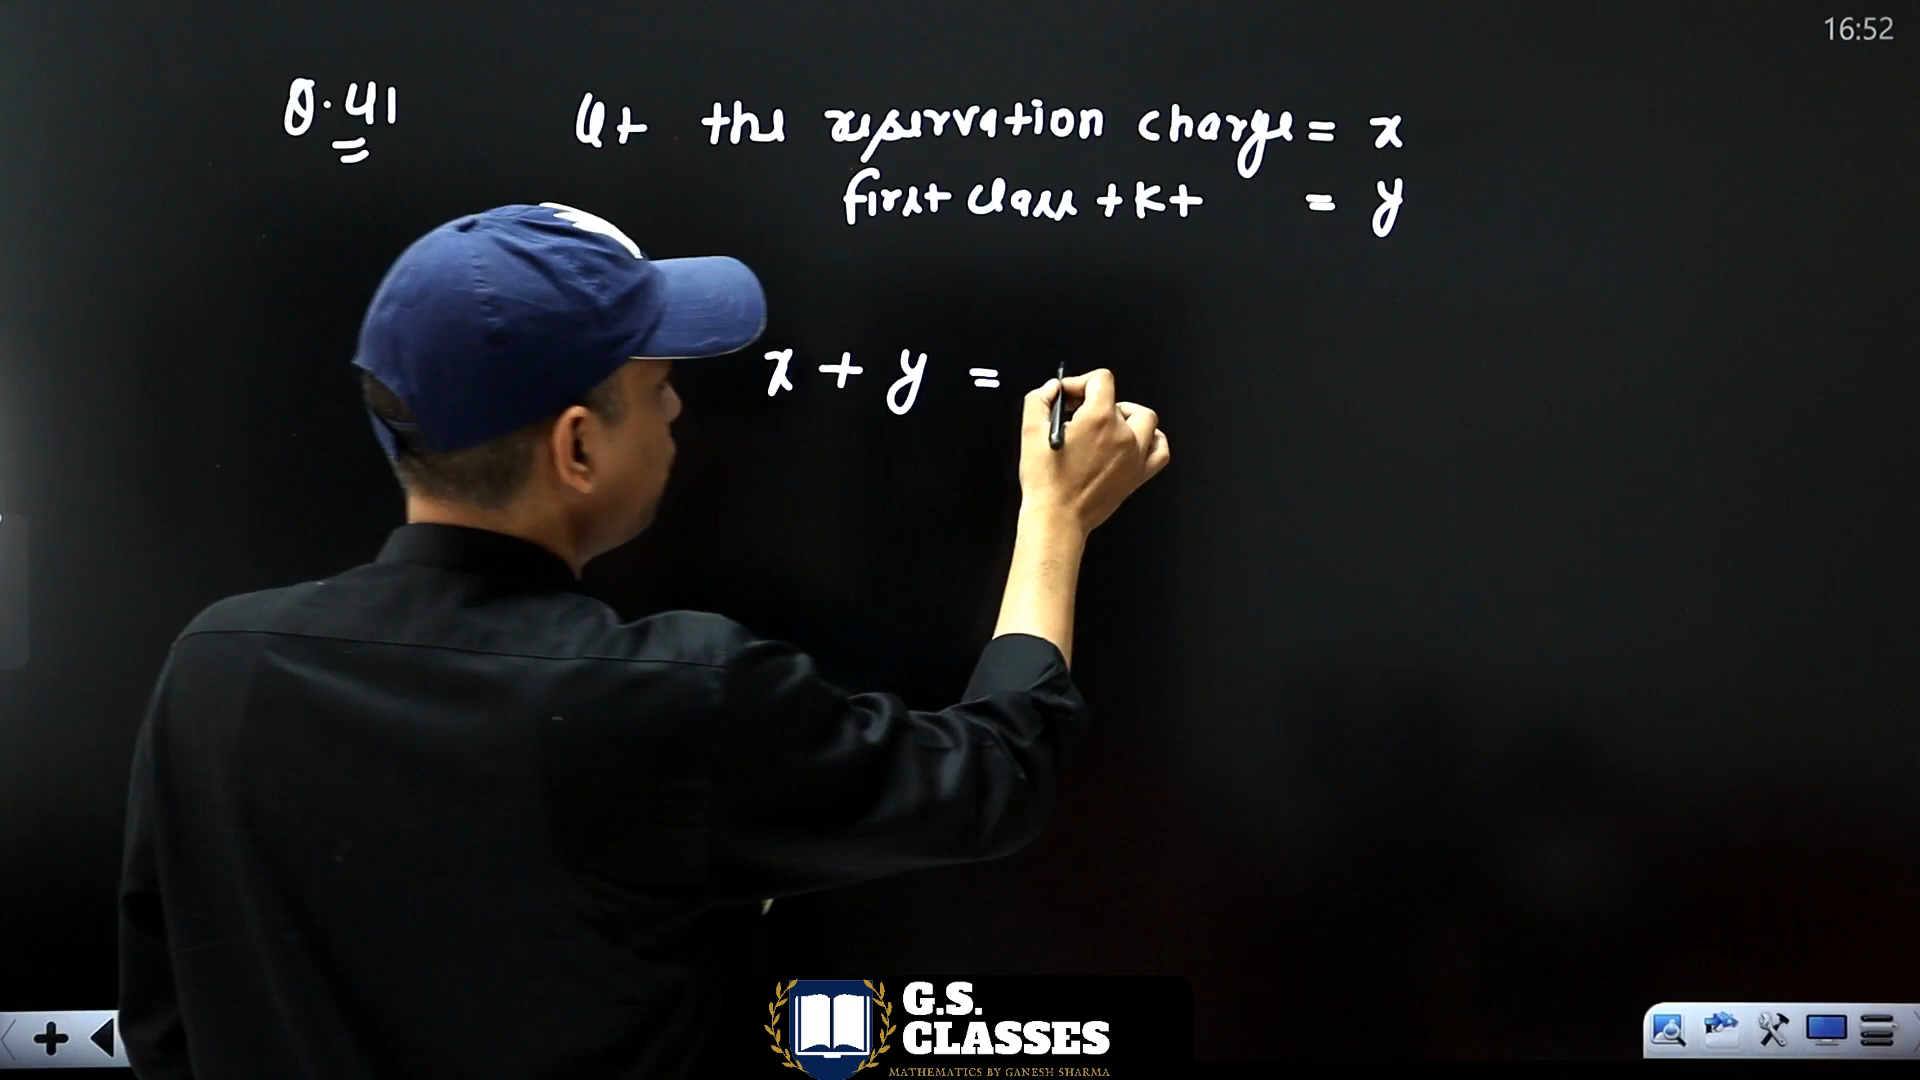 16:52
Q.41 Let the reservation charge = x
first class tkt = y
x + y =
G.S.
CLASSES
MATHEMATICS BY GANESH SHARMA